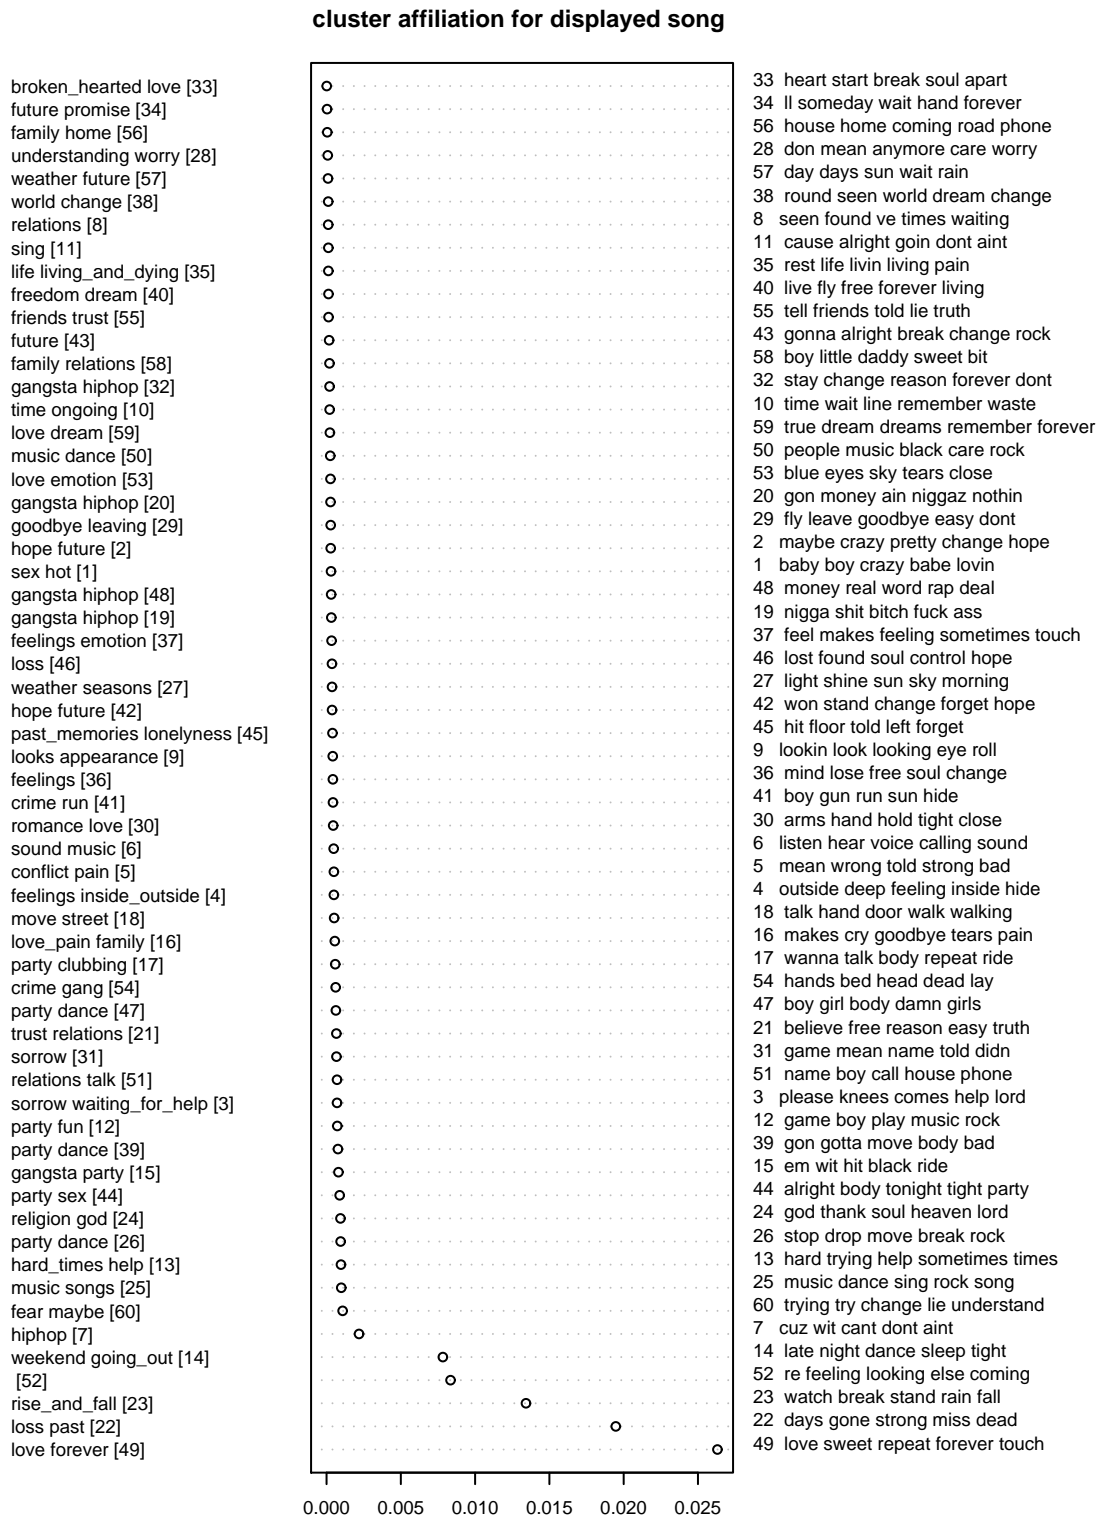 cluster affiliation for displayed song
broken_hearted love [33] 33 heart start break soul apart
future promise [34] 34 ll someday wait hand forever
family home [56] 56 house home coming road phone
understanding worry [28] 28 don mean anymore care worry
weather future [57] 57 day days sun wait rain
world change [38] 38 round seen world dream change
relations [8] 8 seen found ve times waiting
sing [11] 11 cause alright goin dont aint
life living_and_dying [35] 35 rest life livin living pain
freedom dream [40] 40 live fly free forever living
friends trust [55] 55 tell friends told lie truth
future [43] 43 gonna alright break change rock
family relations [58] 58 boy little daddy sweet bit
gangsta hiphop [32] 32 stay change reason forever dont
time ongoing [10] 10 time wait line remember waste
love dream [59] 59 true dream dreams remember forever
music dance [50] 50 people music black care rock
love emotion [53] 53 blue eyes sky tears close
gangsta hiphop [20] 20 gon money ain niggaz nothin
goodbye leaving [29] 29 fly leave goodbye easy dont
hope future [2] 2 maybe crazy pretty change hope
sex hot [1] 1 baby boy crazy babe lovin
gangsta hiphop [48] 48 money real word rap deal
gangsta hiphop [19] 19 nigga shit bitch fuck ass
feelings emotion [37] 37 feel makes feeling sometimes touch
loss [46] 46 lost found soul control hope
weather seasons [27] 27 light shine sun sky morning
hope future [42] 42 won stand change forget hope
past_memories lonelyness [45] 45 hit floor told left forget
looks appearance [9] 9 lookin look looking eye roll
feelings [36] 36 mind lose free soul change
crime run [41] 41 boy gun run sun hide
romance love [30] 30 arms hand hold tight close
sound music [6] 6 listen hear voice calling sound
conflict pain [5] 5 mean wrong told strong bad
feelings inside_outside [4] 4 outside deep feeling inside hide
move street [18] 18 talk hand door walk walking
love_pain family [16] 16 makes cry goodbye tears pain
party clubbing [17] 17 wanna talk body repeat ride
crime gang [54] 54 hands bed head dead lay
party dance [47] 47 boy girl body damn girls
trust relations [21] 21 believe free reason easy truth
sorrow [31] 31 game mean name told didn
relations talk [51] 51 name boy call house phone
sorrow waiting_for_help [3] 3 please knees comes help lord
party fun [12] 12 game boy play music rock
party dance [39] 39 gon gotta move body bad
gangsta party [15] 15 em wit hit black ride
party sex [44] 44 alright body tonight tight party
religion god [24] 24 god thank soul heaven lord
party dance [26] 26 stop drop move break rock
hard_times help [13] 13 hard trying help sometimes times
music songs [25] 25 music dance sing rock song
fear maybe [60] 60 trying try change lie understand
hiphop [7] 7 cuz wit cant dont aint
weekend going_out [14] 14 late night dance sleep tight
[52] 52 re feeling looking else coming
rise_and_fall [23] 23 watch break stand rain fall
loss past [22] 22 days gone strong miss dead
love forever [49] 49 love sweet repeat forever touch
0.000 0.005 0.010 0.015 0.020 0.025